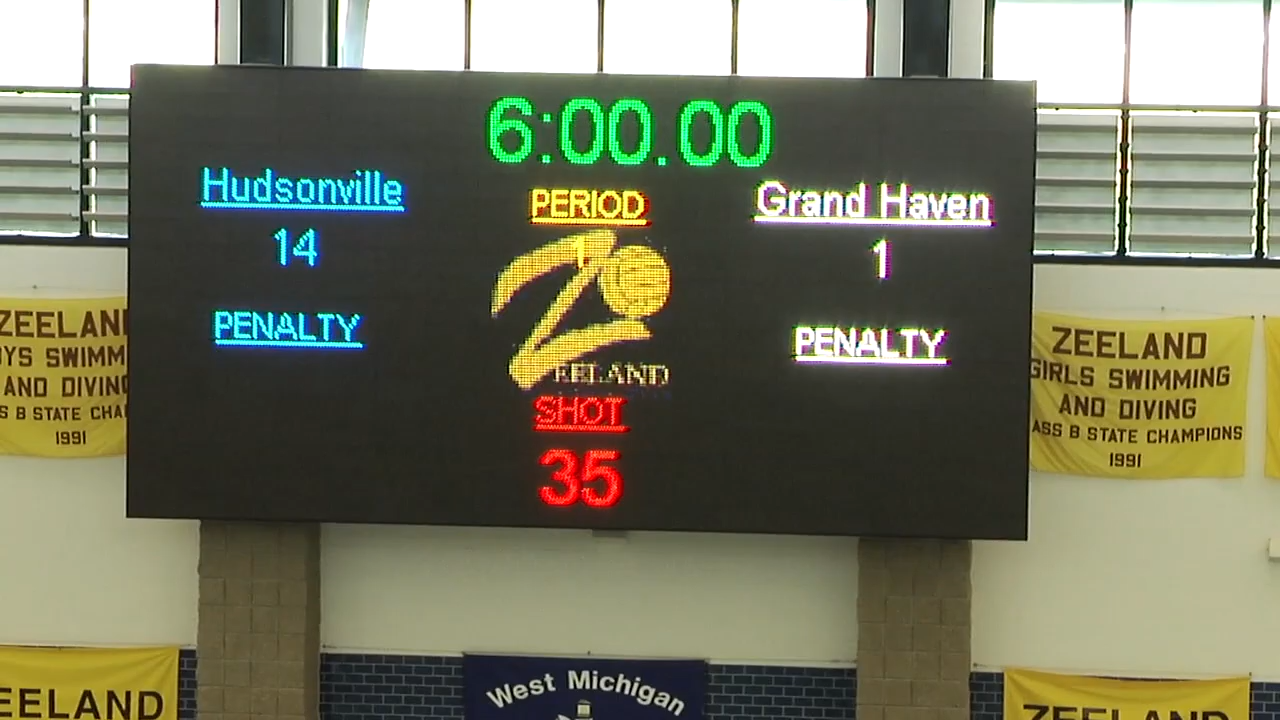 6:00.00
Hudsonville
PERIOD
Grand Haven
14
1
1
PENALTY
PENALTY
ZEELAND
SHOT
35
ZEELAN
YS SWIMM
AND DIVING
S B STATE CHA
1991
ZEELAND
GIRLS SWIMMING
AND DIVING
ASS B STATE CHAMPIONS
1991
EELAND
West Michigan
ZEELAND